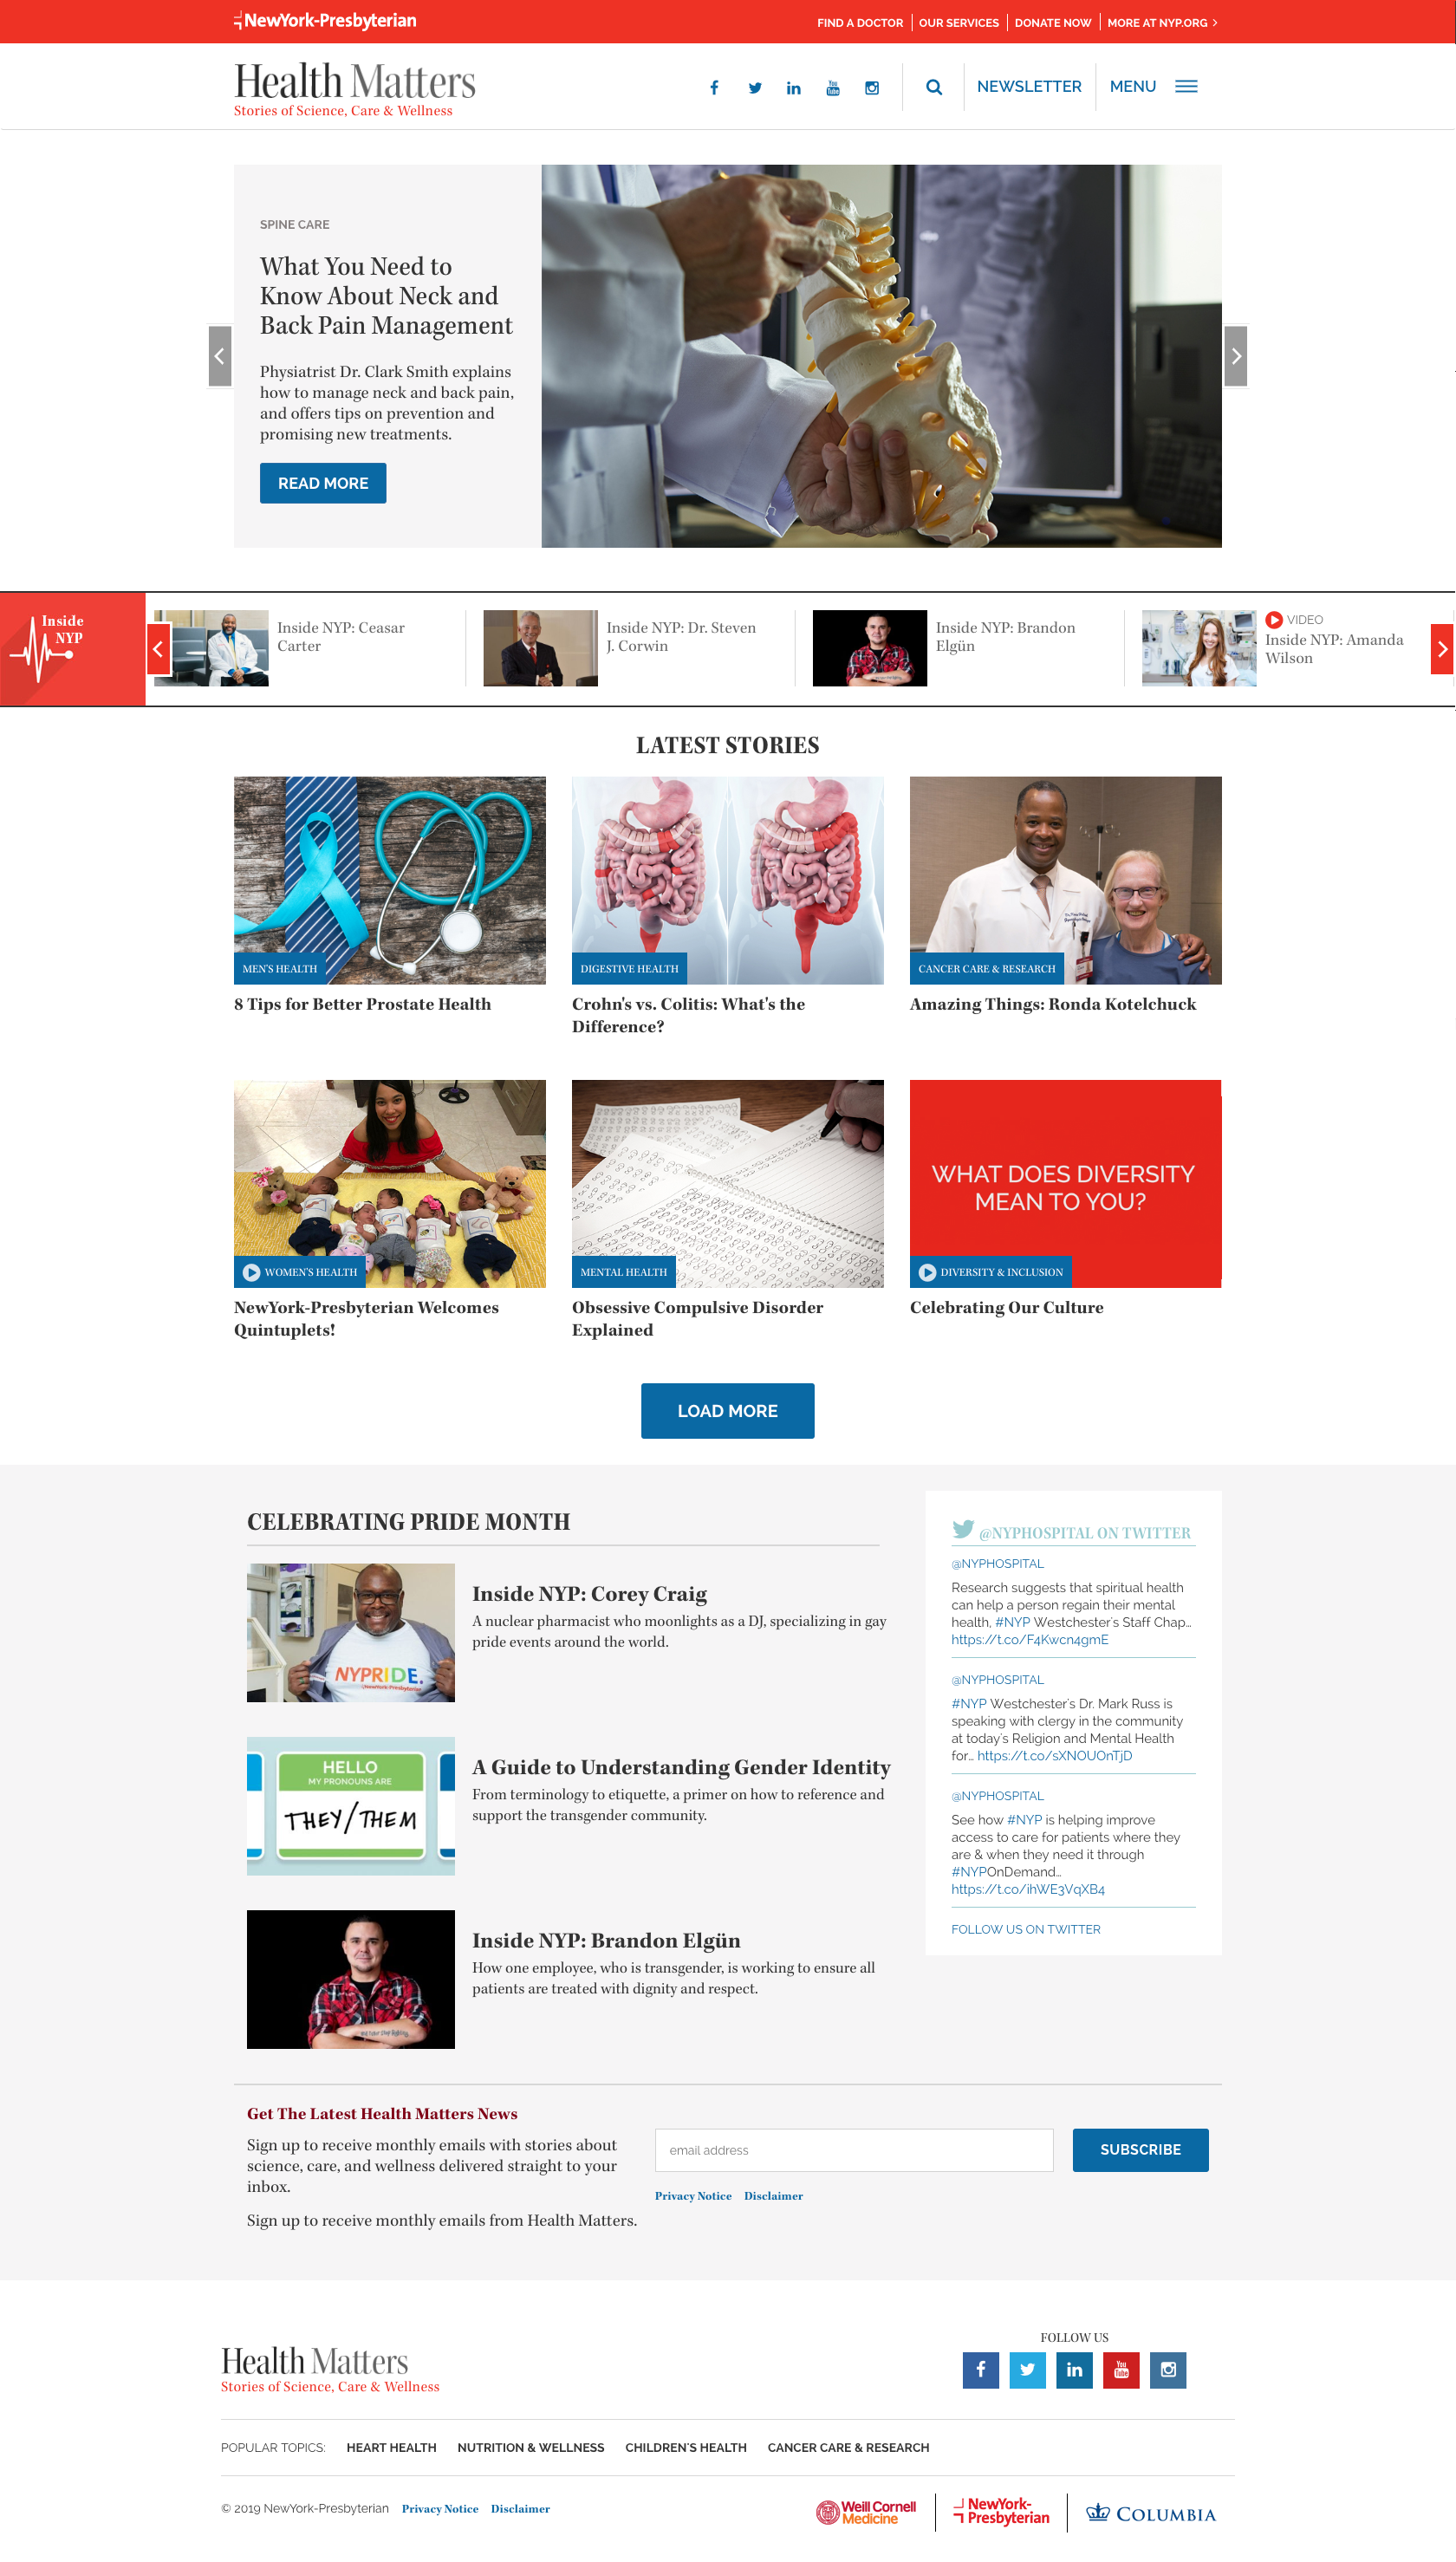 NewYork-Presbyterian
FIND A DOCTOR
OUR SERVICES
DONATE NOW
MORE AT NYP.ORG
Health Matters
Stories of Science, Care & Wellness
NEWSLETTER
MENU
SPINE CARE
What You Need to
Know About Neck and
Back Pain Management
Physiatrist Dr. Clark Smith explains
how to manage neck and back pain,
and offers tips on prevention and
promising new treatments.
READ MORE
Inside
NYP
Inside NYP: Ceasar
Carter
Inside NYP: Dr. Steven
J. Corwin
Inside NYP: Brandon
Elgün
VIDEO
Inside NYP: Amanda
Wilson
LATEST STORIES
MEN'S HEALTH
8 Tips for Better Prostate Health
DIGESTIVE HEALTH
Crohn's vs. Colitis: What's the
Difference?
CANCER CARE & RESEARCH
Amazing Things: Ronda Kotelchuck
WOMEN'S HEALTH
NewYork-Presbyterian Welcomes
Quintuplets!
MENTAL HEALTH
Obsessive Compulsive Disorder
Explained
WHAT DOES DIVERSITY
MEAN TO YOU?
DIVERSITY & INCLUSION
Celebrating Our Culture
LOAD MORE
CELEBRATING PRIDE MONTH
NYPRIDE.
NewYork-Presbyterian
Inside NYP: Corey Craig
A nuclear pharmacist who moonlights as a DJ, specializing in gay
pride events around the world.
HELLO
MY PRONOUNS ARE
THEY/THEM
A Guide to Understanding Gender Identity
From terminology to etiquette, a primer on how to reference and
support the transgender community.
Inside NYP: Brandon Elgün
How one employee, who is transgender, is working to ensure all
patients are treated with dignity and respect.
@NYPHOSPITAL ON TWITTER
@NYPHOSPITAL
Research suggests that spiritual health
can help a person regain their mental
health, #NYP Westchester's Staff Chap…
https://t.co/F4Kwcn4gmE
@NYPHOSPITAL
#NYP Westchester's Dr. Mark Russ is
speaking with clergy in the community
at today's Religion and Mental Health
for… https://t.co/sXNOUOnTjD
@NYPHOSPITAL
See how #NYP is helping improve
access to care for patients where they
are & when they need it through
#NYPOnDemand…
https://t.co/ihWE3VqXB4
FOLLOW US ON TWITTER
Get The Latest Health Matters News
Sign up to receive monthly emails with stories about
science, care, and wellness delivered straight to your
inbox.
Sign up to receive monthly emails from Health Matters.
email address
SUBSCRIBE
Privacy Notice
Disclaimer
Health Matters
Stories of Science, Care & Wellness
FOLLOW US
POPULAR TOPICS:
HEART HEALTH
NUTRITION & WELLNESS
CHILDREN'S HEALTH
CANCER CARE & RESEARCH
© 2019 NewYork-Presbyterian
Privacy Notice
Disclaimer
Weill Cornell
Medicine
NewYork-
Presbyterian
COLUMBIA